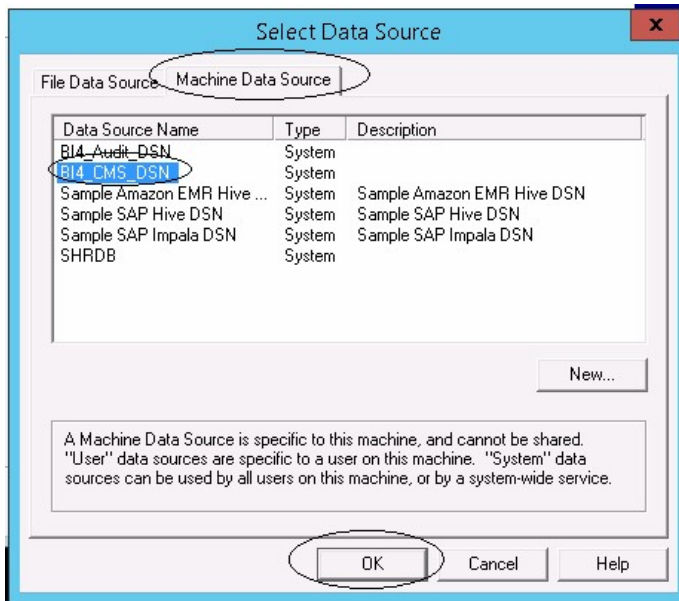 Select Data Source
x
File Data Source Machine Data Source
Data Source Name Type Description
BI4_Audit_DSN System
BI4_CMS_DSN System
Sample Amazon EMR Hive ... System Sample Amazon EMR Hive DSN
Sample SAP Hive DSN System Sample SAP Hive DSN
Sample SAP Impala DSN System Sample SAP Impala DSN
SHRDB System
New...
A Machine Data Source is specific to this machine, and cannot be shared.
"User" data sources are specific to a user on this machine. "System" data
sources can be used by all users on this machine, or by a system-wide service.
OK Cancel Help